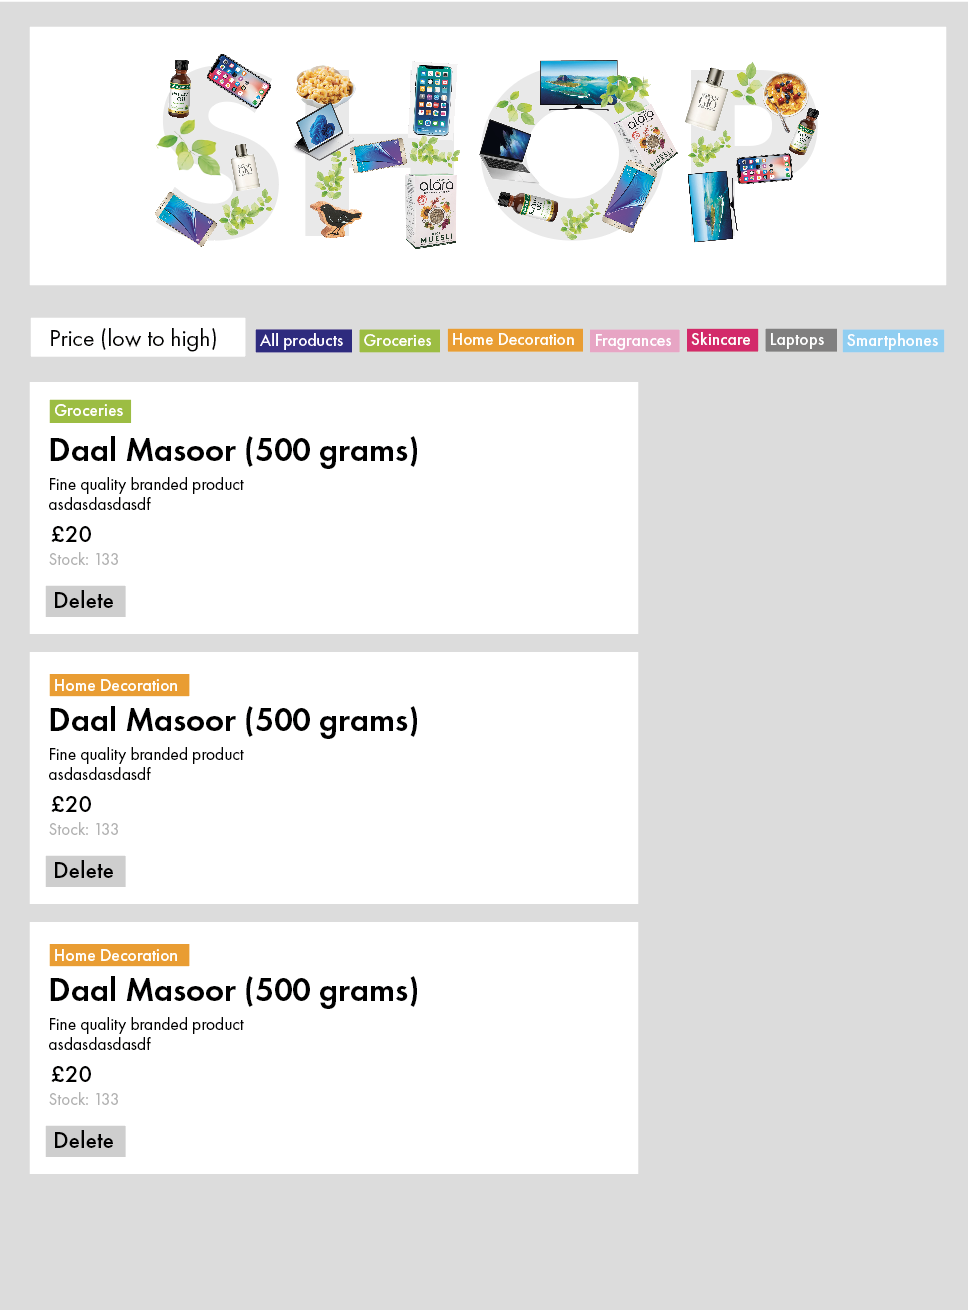 SHOP
alara
MUESLI
alara
Price (low to high)
All products
Groceries
Home Decoration
Fragrances
Skincare
Laptops
Smartphones
Groceries
Daal Masoor (500 grams)
Fine quality branded product
asdasdasdasdf
£20
Stock: 133
Delete
Home Decoration
Daal Masoor (500 grams)
Fine quality branded product
asdasdasdasdf
£20
Stock: 133
Delete
Home Decoration
Daal Masoor (500 grams)
Fine quality branded product
asdasdasdasdf
£20
Stock: 133
Delete